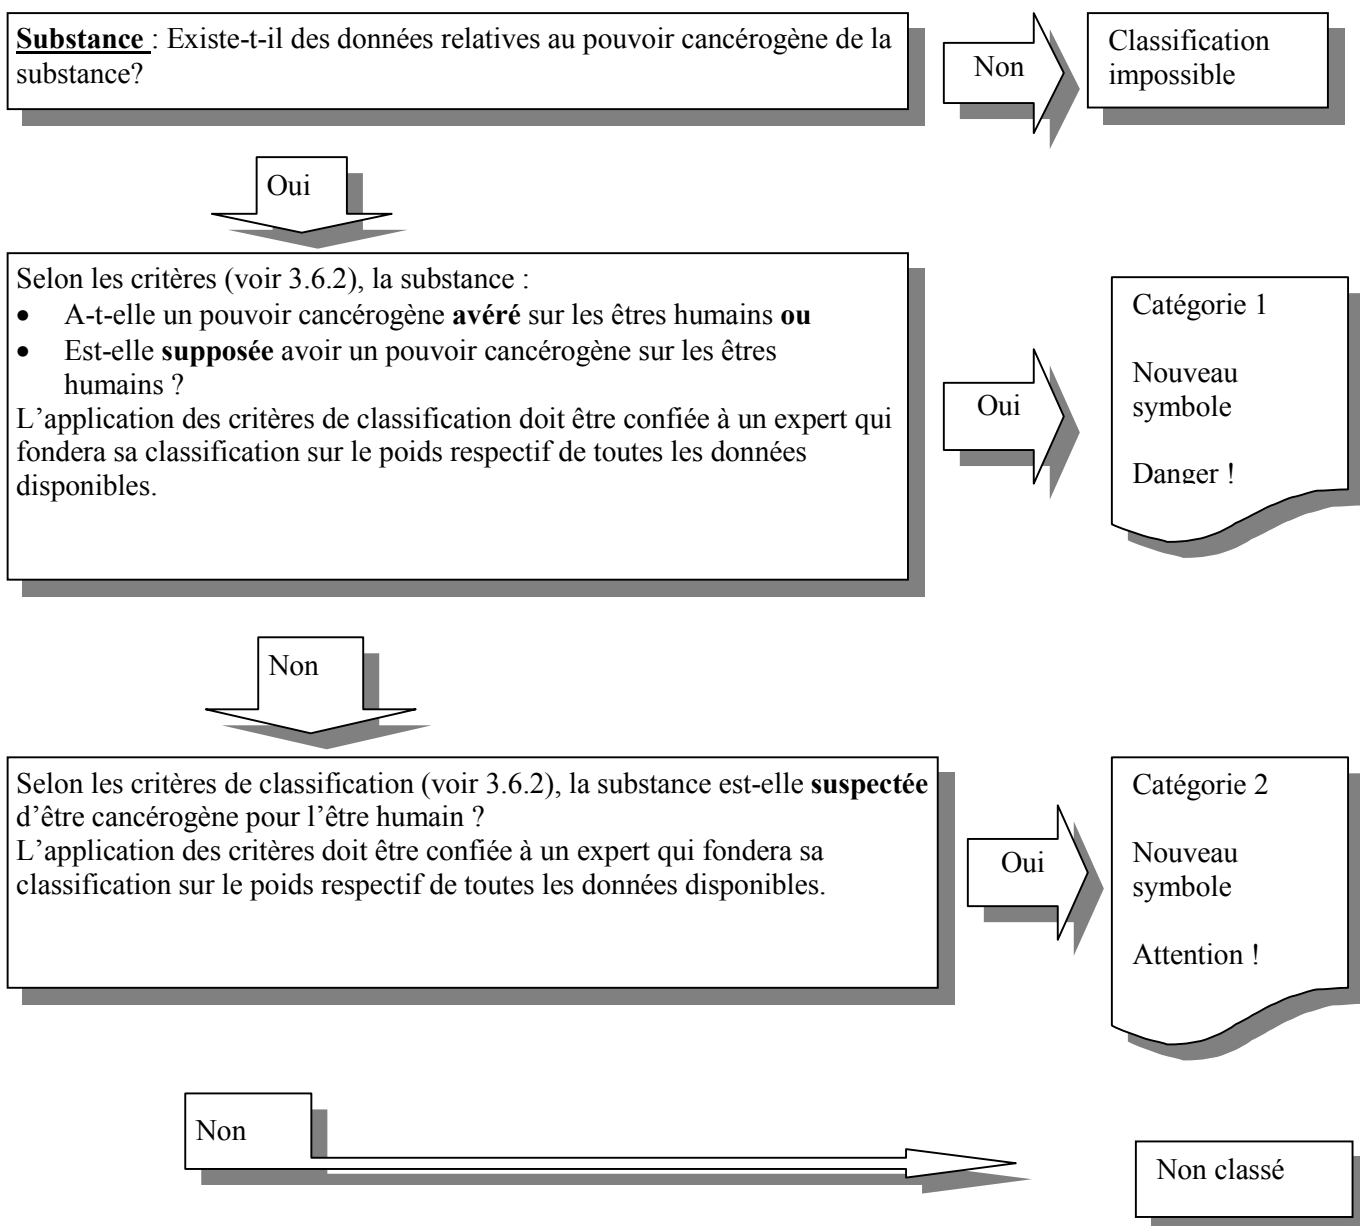 Substance : Existe-t-il des données relatives au pouvoir cancérogène de la
substance?
Non
Classification
impossible
Oui
Selon les critères (voir 3.6.2), la substance :
• A-t-elle un pouvoir cancérogène avéré sur les êtres humains ou
• Est-elle supposée avoir un pouvoir cancérogène sur les êtres
humains ?
L’application des critères de classification doit être confiée à un expert qui
fondera sa classification sur le poids respectif de toutes les données
disponibles.
Oui
Catégorie 1
Nouveau
symbole
Danger !
Non
Selon les critères de classification (voir 3.6.2), la substance est-elle suspectée
d’être cancérogène pour l’être humain ?
L’application des critères doit être confiée à un expert qui fondera sa
classification sur le poids respectif de toutes les données disponibles.
Oui
Catégorie 2
Nouveau
symbole
Attention !
Non
Non classé